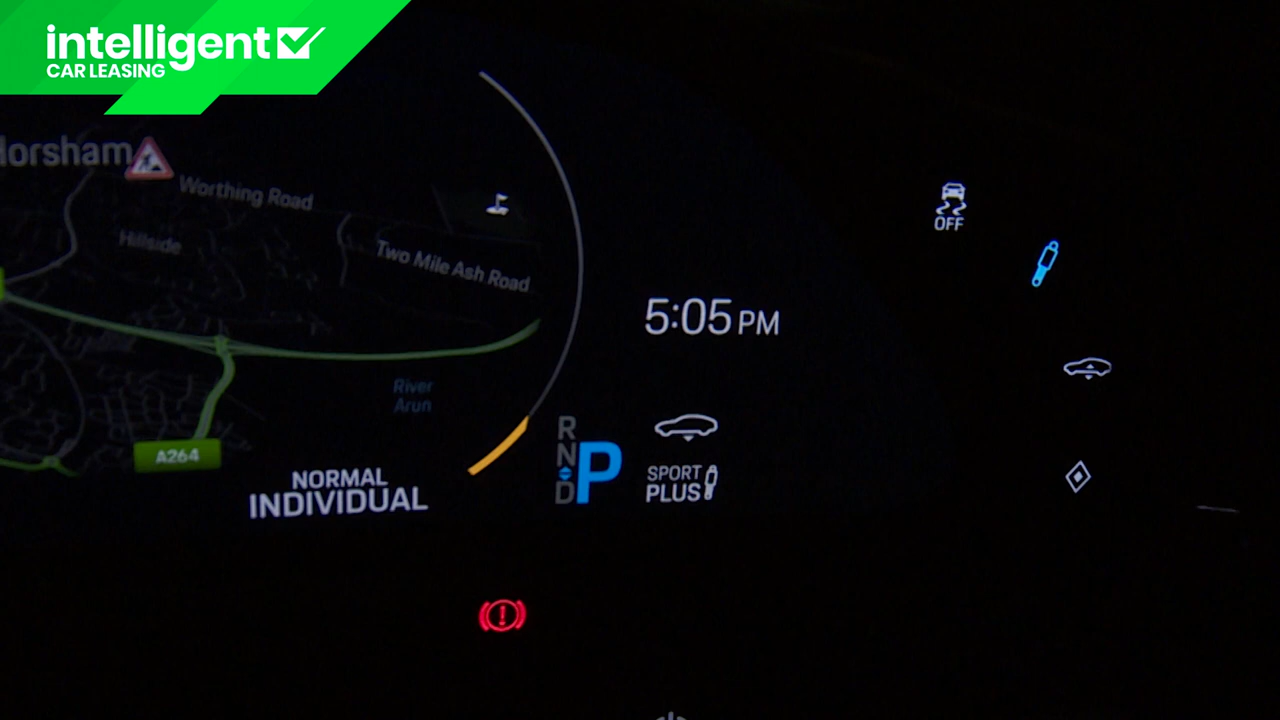 intelligent
CAR LEASING
Horsham
Worthing Road
Hillside
Two Mile Ash Road
OFF
5:05 PM
River
Arun
R
N
D
P
A264
NORMAL
INDIVIDUAL
SPORT
PLUS